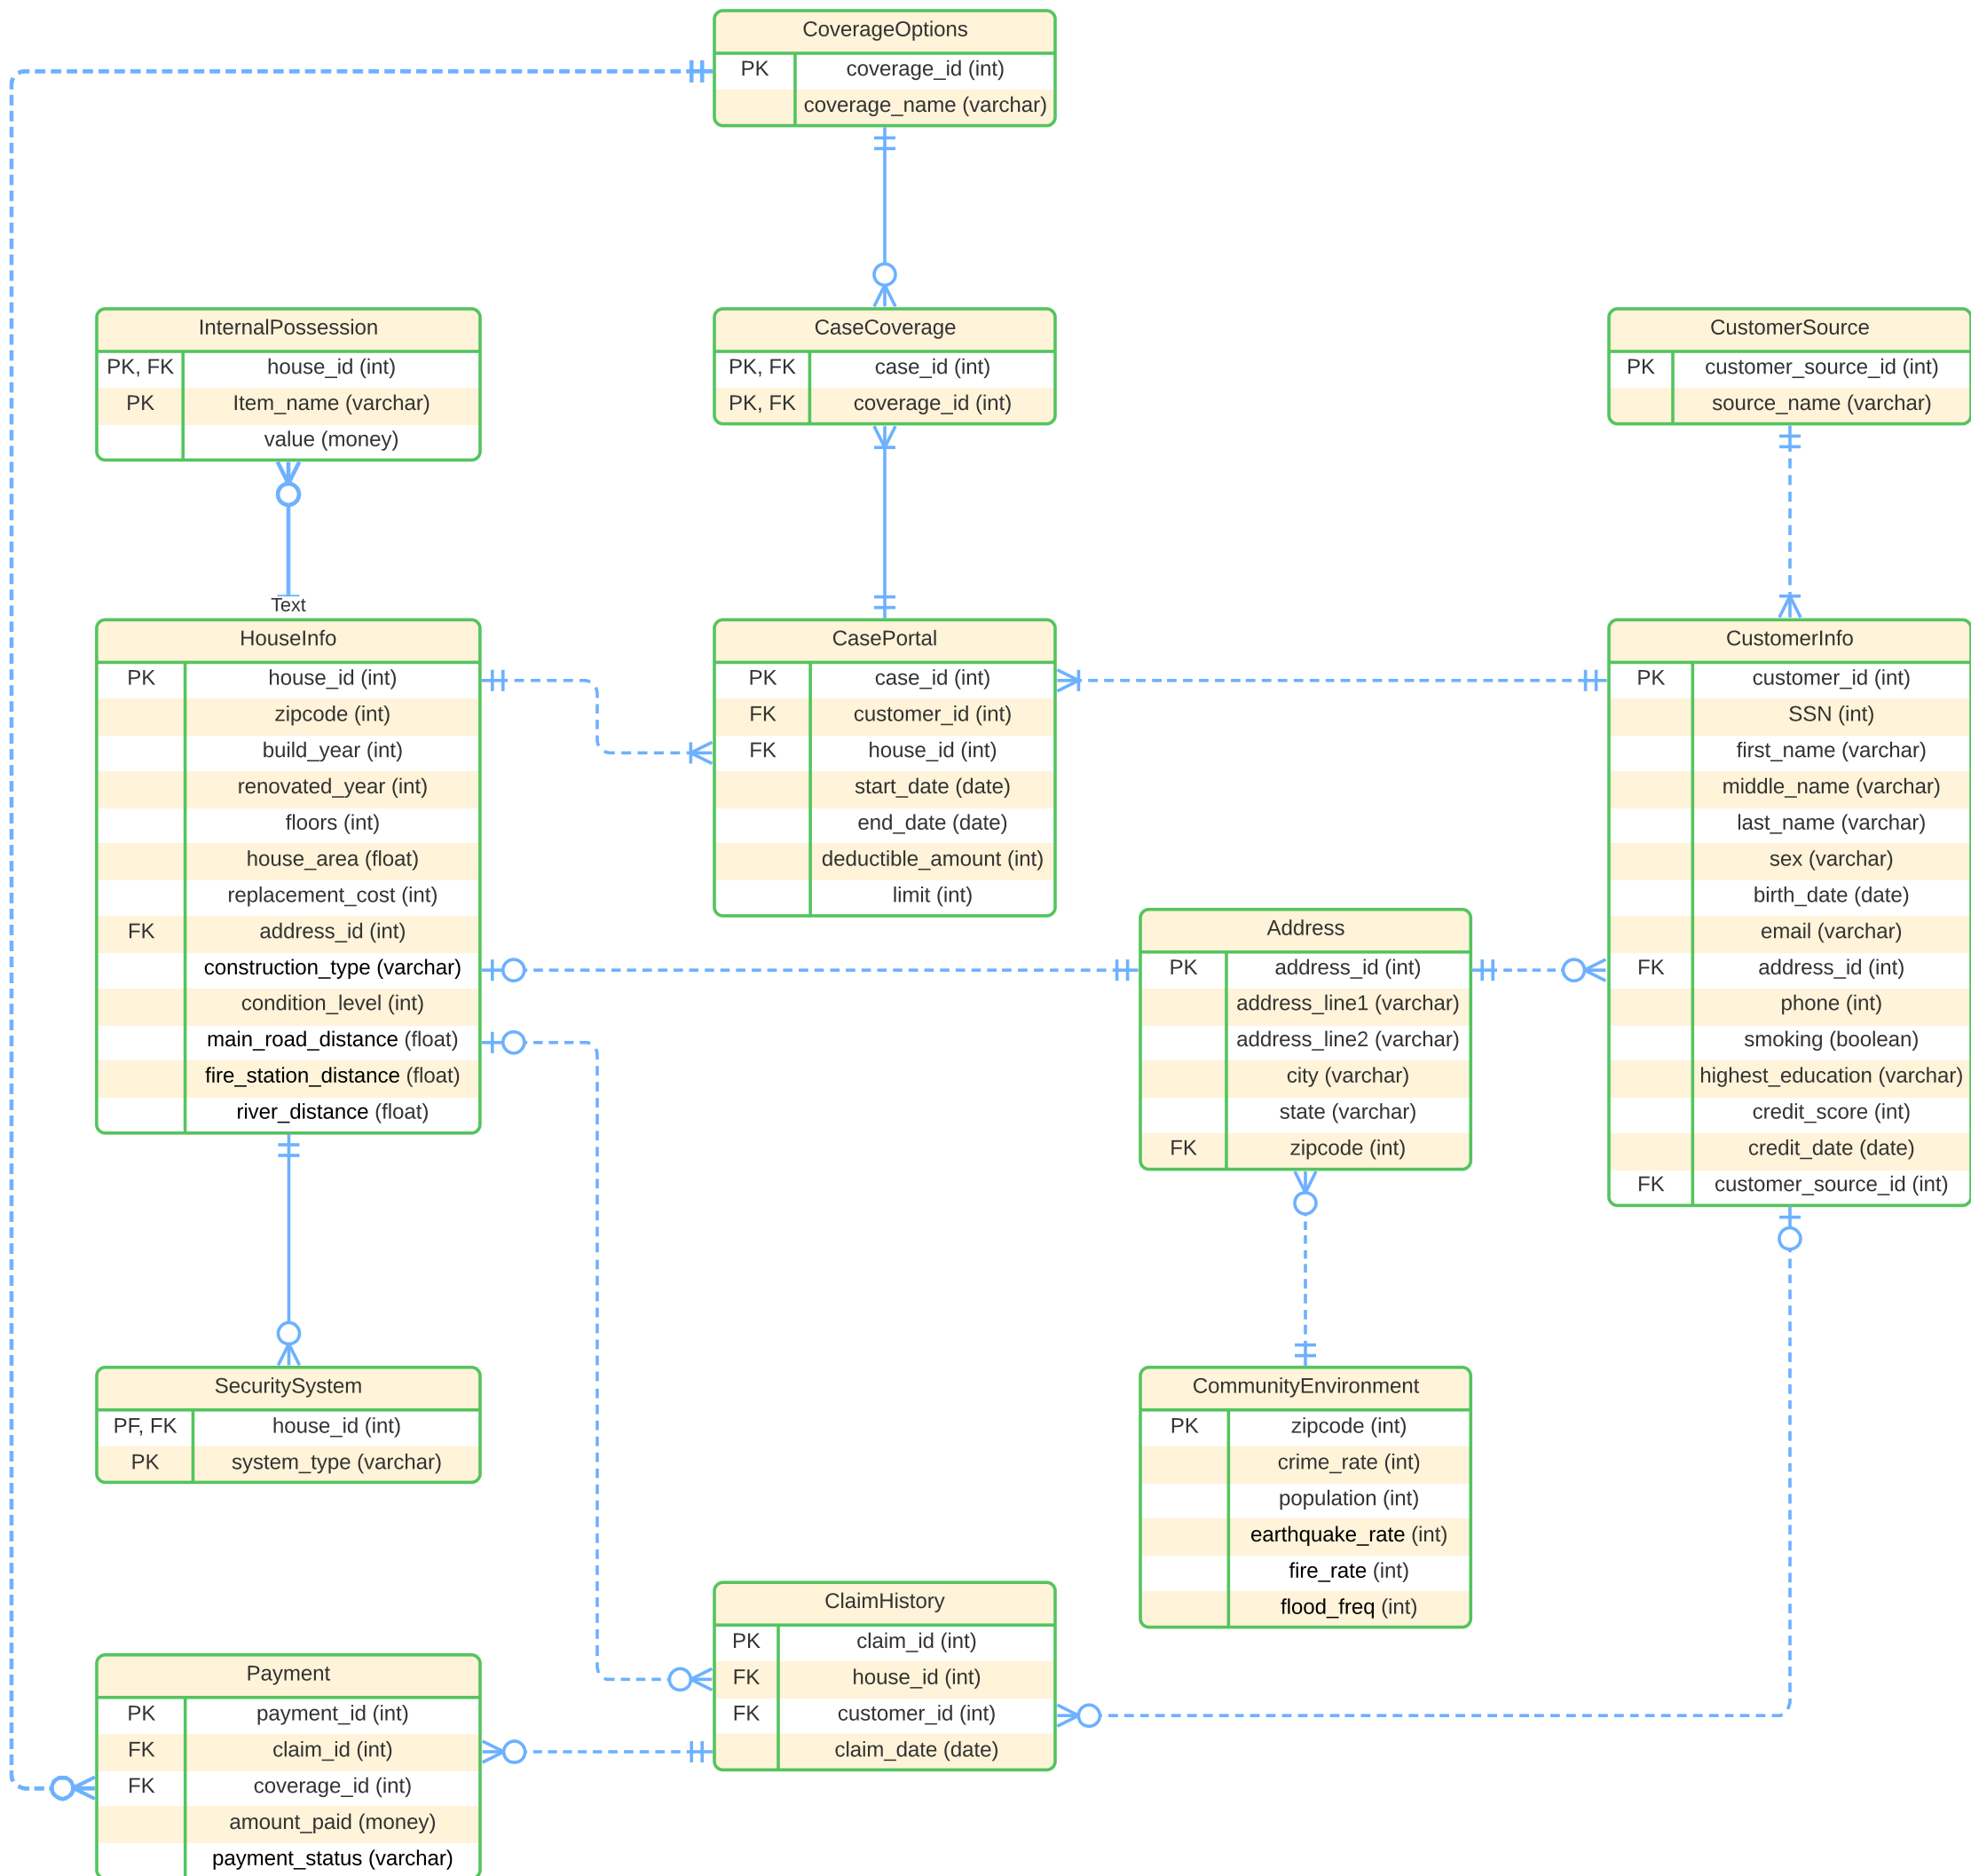 CoverageOptions
PK coverage_id (int)
coverage_name (varchar)
InternalPossession
PK, FK house_id (int)
PK Item_name (varchar)
value (money)
CaseCoverage
PK, FK case_id (int)
PK, FK coverage_id (int)
CustomerSource
PK customer_source_id (int)
source_name (varchar)
Text
HouseInfo
PK house_id (int)
zipcode (int)
build_year (int)
renovated_year (int)
floors (int)
house_area (float)
replacement_cost (int)
FK address_id (int)
construction_type (varchar)
condition_level (int)
main_road_distance (float)
fire_station_distance (float)
river_distance (float)
CasePortal
PK case_id (int)
FK customer_id (int)
FK house_id (int)
start_date (date)
end_date (date)
deductible_amount (int)
limit (int)
CustomerInfo
PK customer_id (int)
SSN (int)
first_name (varchar)
middle_name (varchar)
last_name (varchar)
sex (varchar)
birth_date (date)
email (varchar)
FK address_id (int)
phone (int)
smoking (boolean)
highest_education (varchar)
credit_score (int)
credit_date (date)
FK customer_source_id (int)
Address
PK address_id (int)
address_line1 (varchar)
address_line2 (varchar)
city (varchar)
state (varchar)
FK zipcode (int)
SecuritySystem
PF, FK house_id (int)
PK system_type (varchar)
CommunityEnvironment
PK zipcode (int)
crime_rate (int)
population (int)
earthquake_rate (int)
fire_rate (int)
flood_freq (int)
ClaimHistory
PK claim_id (int)
FK house_id (int)
FK customer_id (int)
claim_date (date)
Payment
PK payment_id (int)
FK claim_id (int)
FK coverage_id (int)
amount_paid (money)
payment_status (varchar)